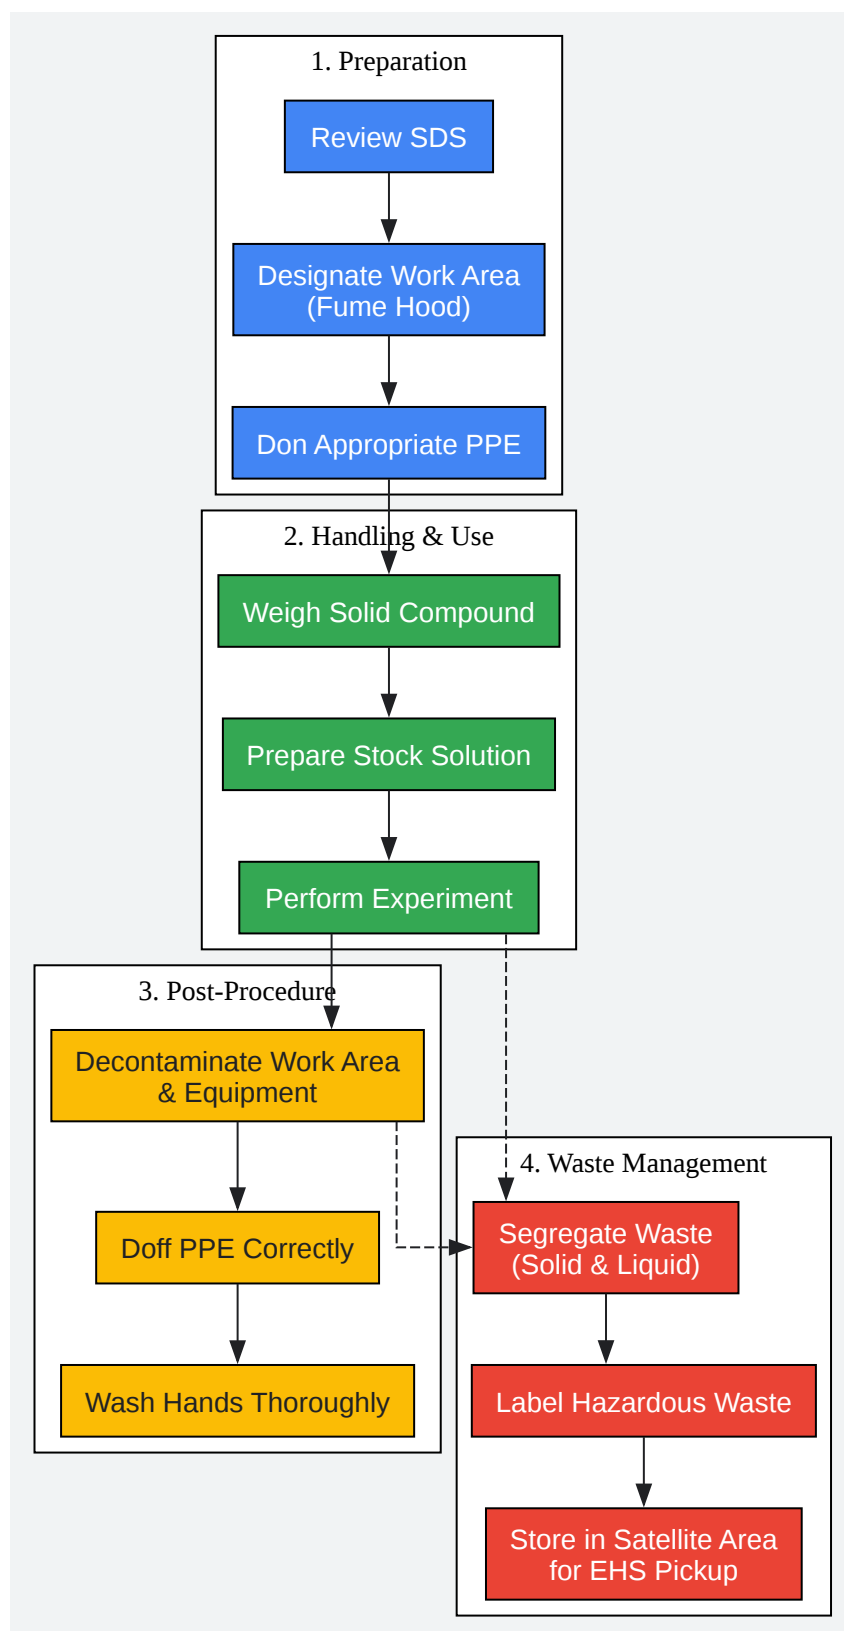 1. Preparation
Review SDS
Designate Work Area
(Fume Hood)
Don Appropriate PPE
2. Handling & Use
Weigh Solid Compound
Prepare Stock Solution
Perform Experiment
3. Post-Procedure
Decontaminate Work Area
& Equipment
Doff PPE Correctly
Wash Hands Thoroughly
4. Waste Management
Segregate Waste
(Solid & Liquid)
Label Hazardous Waste
Store in Satellite Area
for EHS Pickup